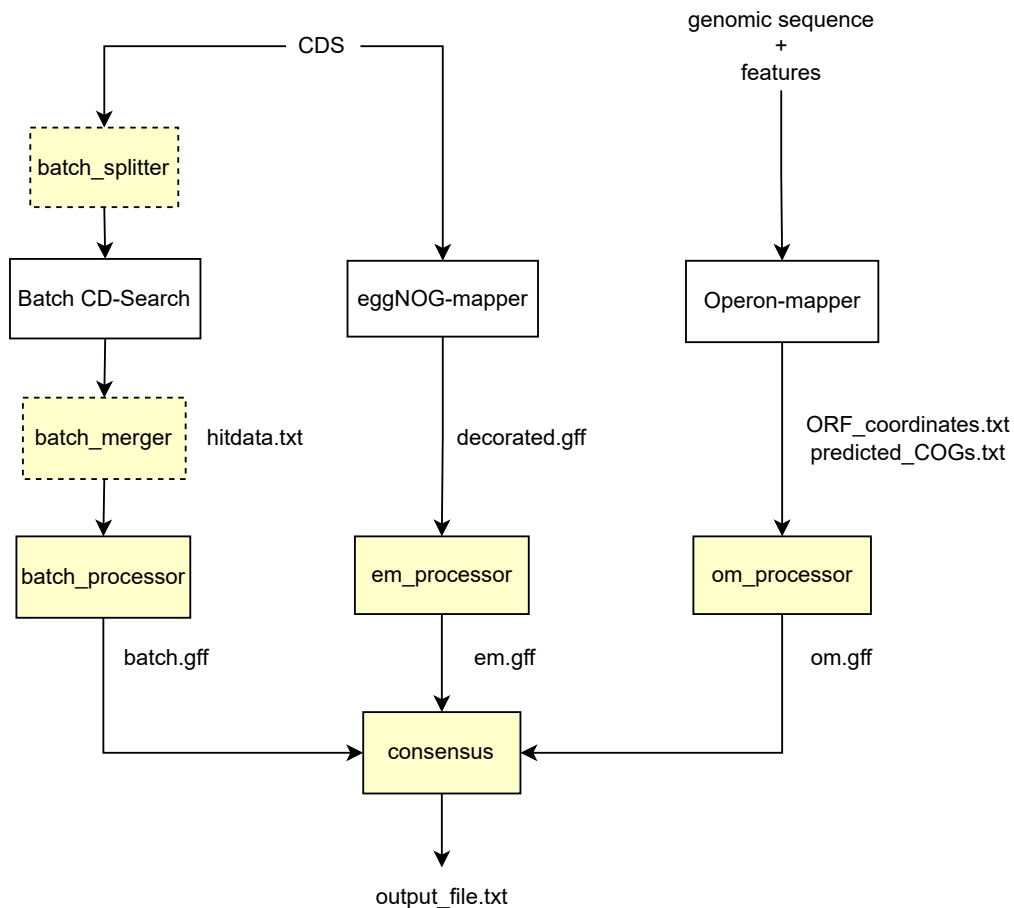 CDS
genomic sequence
+
features
batch_splitter
Batch CD-Search
eggNOG-mapper
Operon-mapper
batch_merger
hitdata.txt
decorated.gff
ORF_coordinates.txt
predicted_COGs.txt
batch_processor
em_processor
om_processor
batch.gff
em.gff
om.gff
consensus
output_file.txt